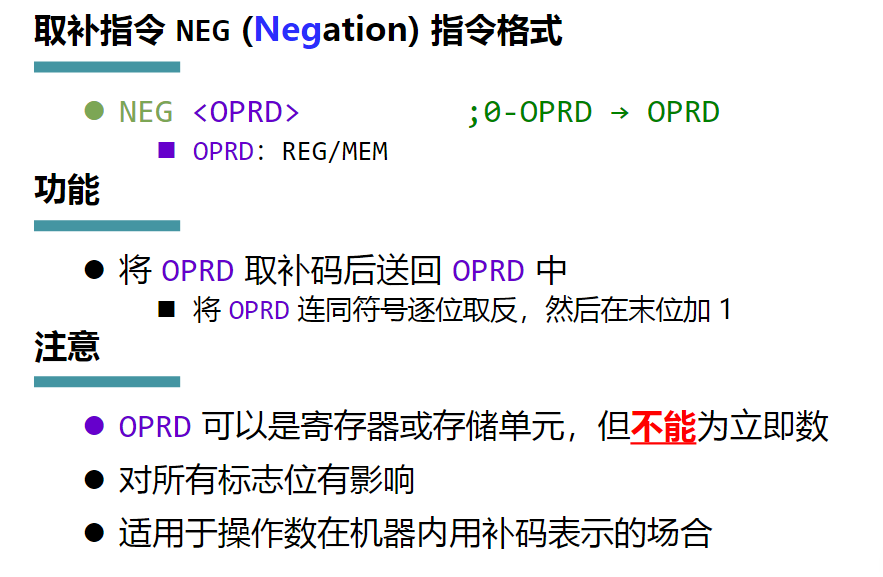 取补指令 NEG (Negation) 指令格式
NEG <OPRD> ;0-OPRD → OPRD
OPRD：REG/MEM
功能
将 OPRD 取补码后送回 OPRD 中
将 OPRD 连同符号逐位取反，然后在末位加 1
注意
OPRD 可以是寄存器或存储单元，但不能为立即数
对所有标志位有影响
适用于操作数在机器内用补码表示的场合